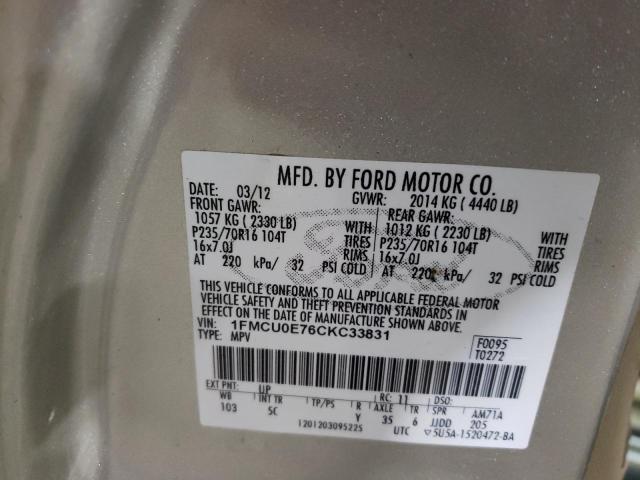 MFD. BY FORD MOTOR CO.
DATE: 03/12 GVWR: 2014 KG ( 4440 LB)
FRONT GAWR: REAR GAWR:
1057 KG ( 2330 LB) WITH 1012 KG ( 2230 LB) WITH
P235/70R16 104T TIRES P235/70R16 104T TIRES
16x7.0J RIMS 16x7.0J RIMS
AT 220 kPa/ 32 PSI COLD AT 220 kPa/ 32 PSI COLD
THIS VEHICLE CONFORMS TO ALL APPLICABLE FEDERAL MOTOR
VEHICLE SAFETY AND BUMPER AND THEFT PREVENTION STANDARDS IN
EFFECT ON THE DATE OF MANUFACTURE SHOWN ABOVE.
VIN: 1FMCU0E76CKC33831 F0095
TYPE: MPV T0272
EXT PNT: UP RC: 11 DSO:
WB INT TR TP/PS R AXLE TR SPR AM71A
103 5C Y 35 6 JJDD 205
1201203095225 UTC ▽5U5A-1520472-BA